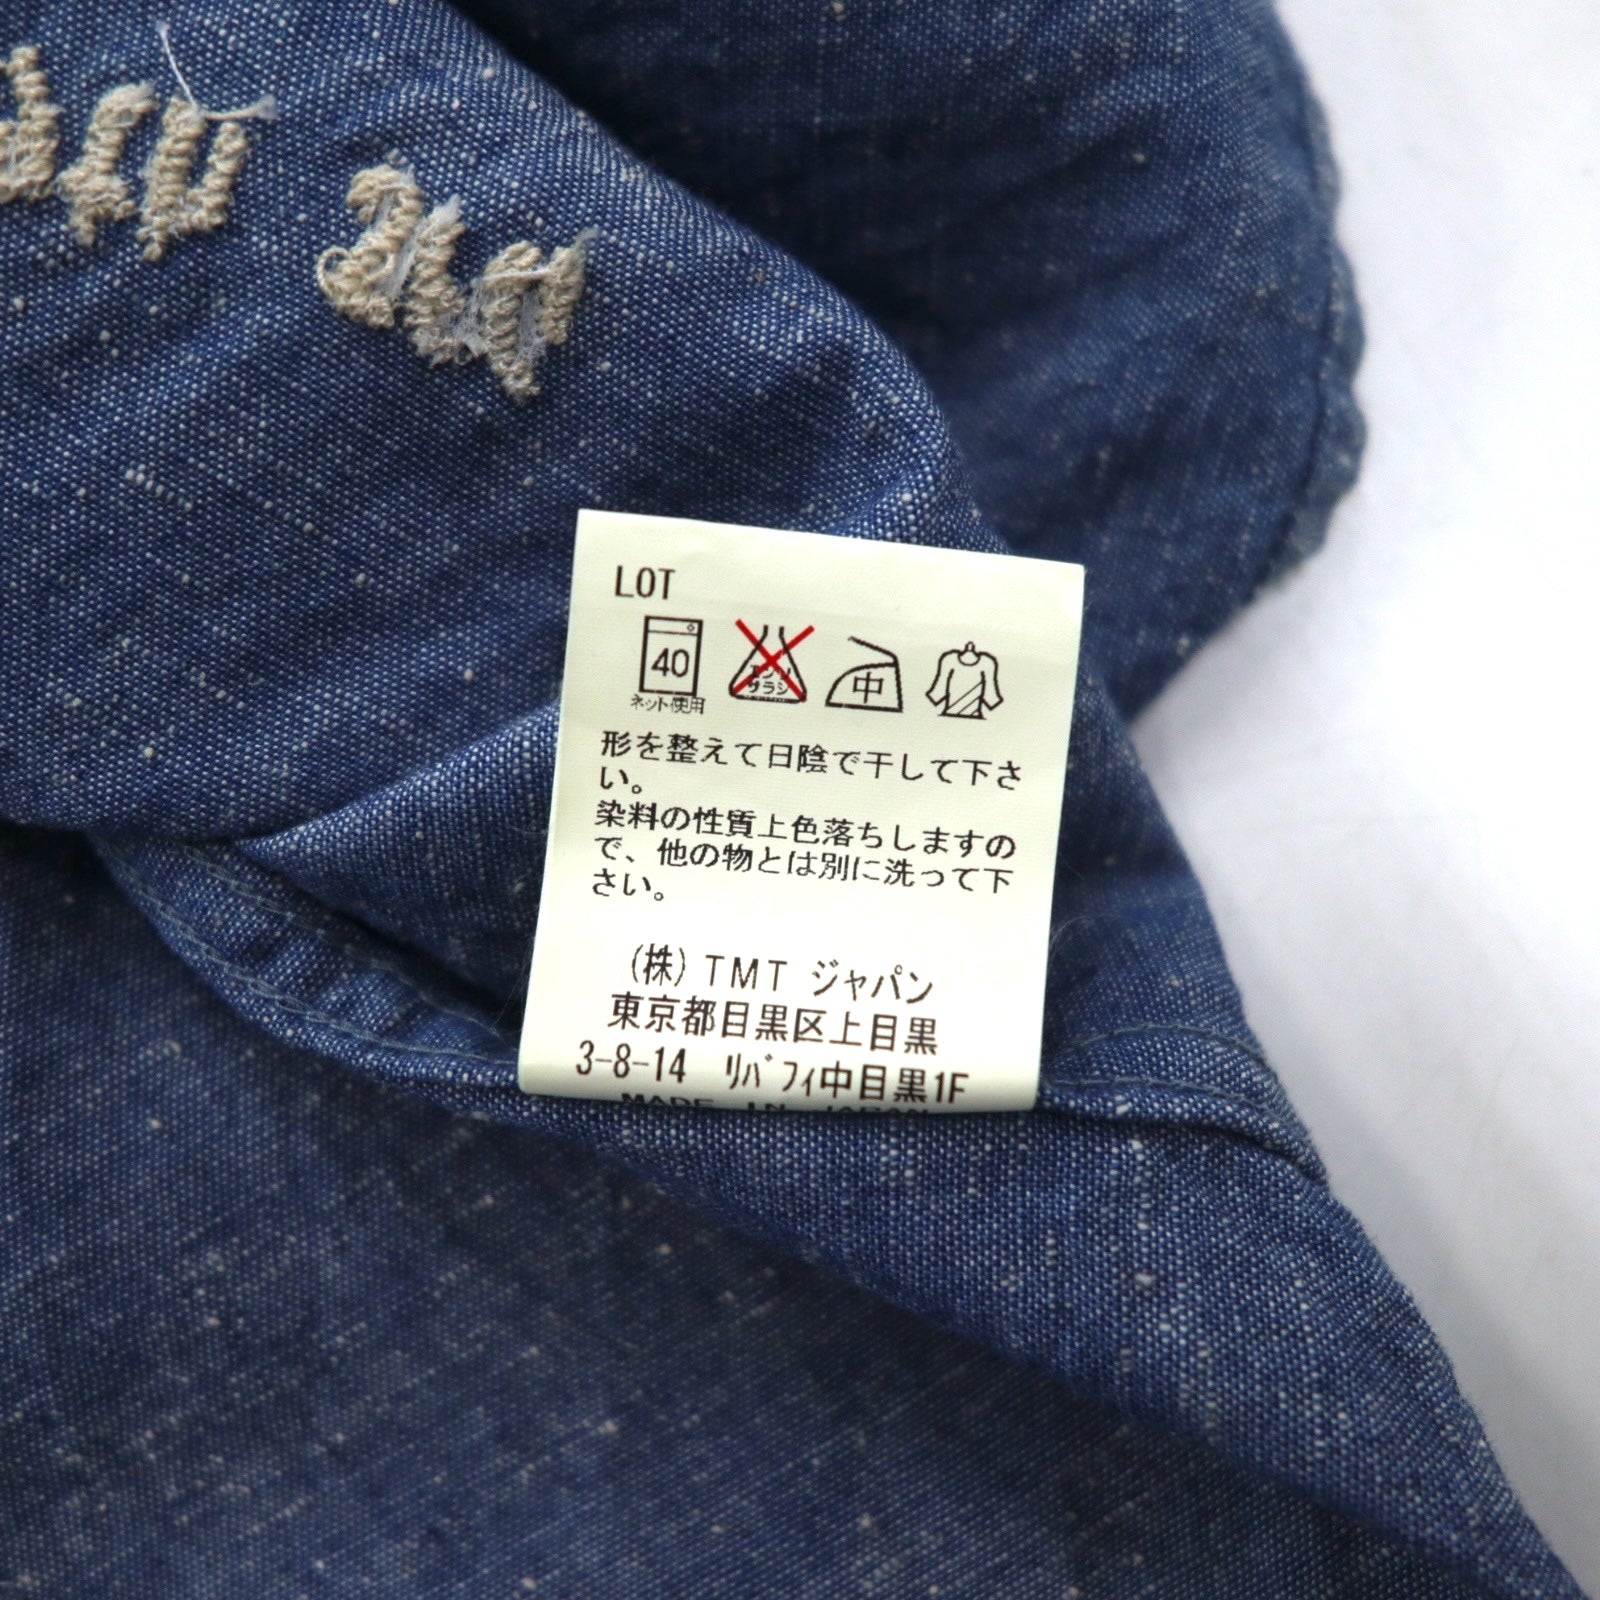 LOT
40
ネット使用
エンソ
サラシ
中
形を整えて日陰で干して下さ
い。
染料の性質上色落ちしますの
で、他の物とは別に洗って下
さい。
(株)TMT ジャパン
東京都目黒区上目黒
3-8-14 リバフィ中目黒1F
MADE IN JAPAN